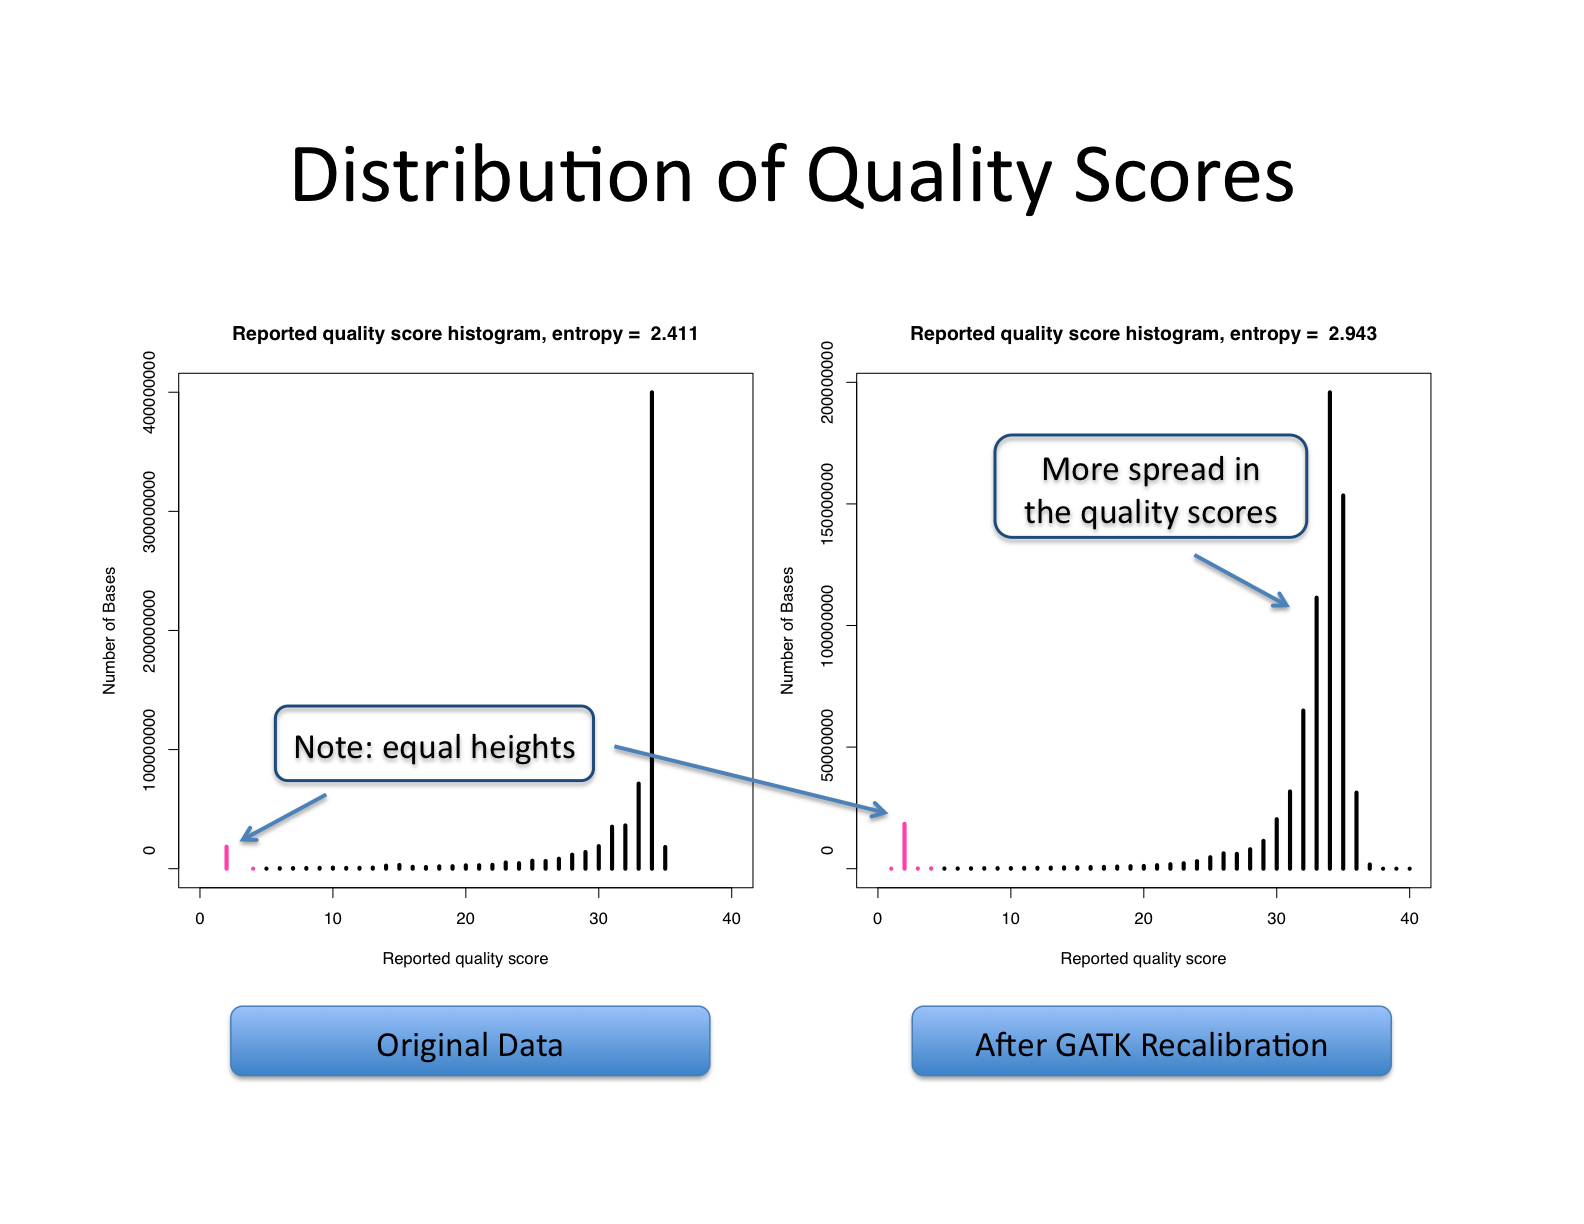 Distribution of Quality Scores
Reported quality score histogram, entropy = 2.411
Number of Bases
400000000
300000000
200000000
100000000
0
Note: equal heights
0 10 20 30 40
Reported quality score
Original Data
Reported quality score histogram, entropy = 2.943
Number of Bases
200000000
150000000
100000000
50000000
0
More spread in
the quality scores
0 10 20 30 40
Reported quality score
After GATK Recalibration